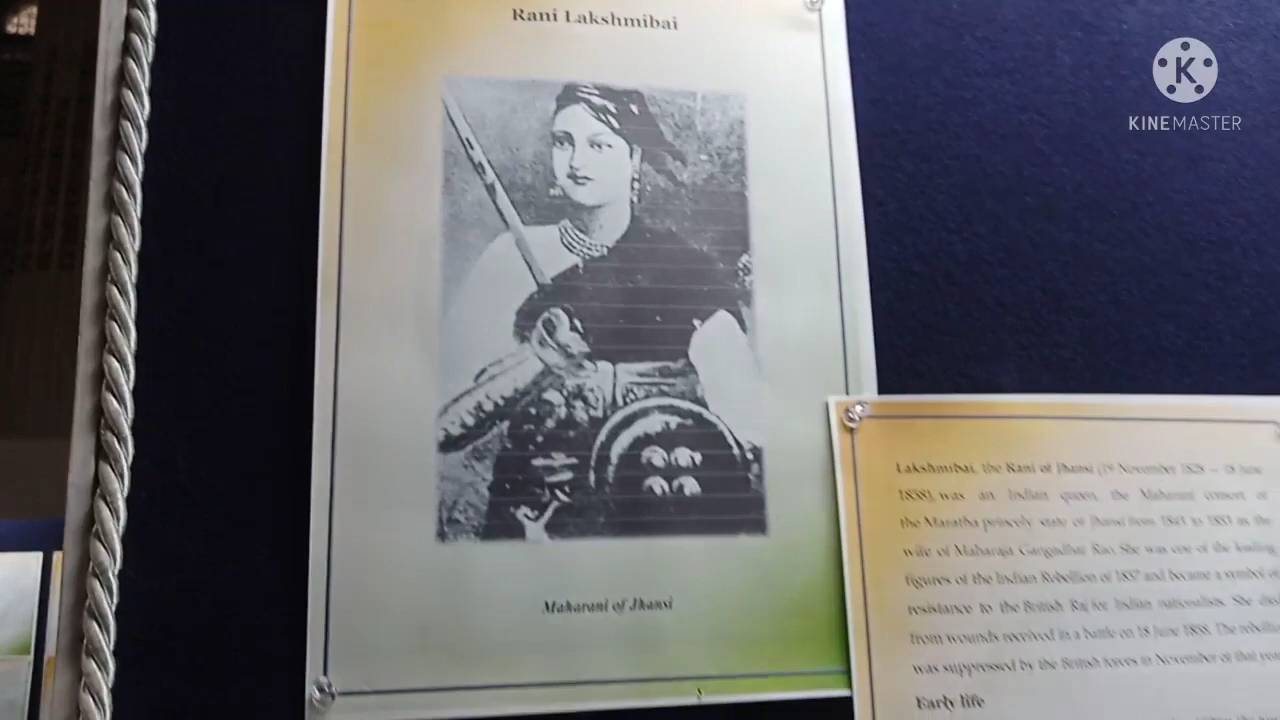 Rani Lakshmibai
KINEMASTER
Maharani of Jhansi
Lakshmibai, the Rani of Jhansi (19 November 1828 – 18 June
1858), was an Indian queen, the Maharani consort of
the Maratha princely state of Jhansi from 1843 to 1853 as the
wife of Maharaja Gangadhar Rao. She was one of the leading
figures of the Indian Rebellion of 1857 and became a symbol of
resistance to the British Raj for Indian nationalists. She died
from wounds received in a battle on 18 June 1858. The rebellion
was suppressed by the British forces in November of that year
Early life